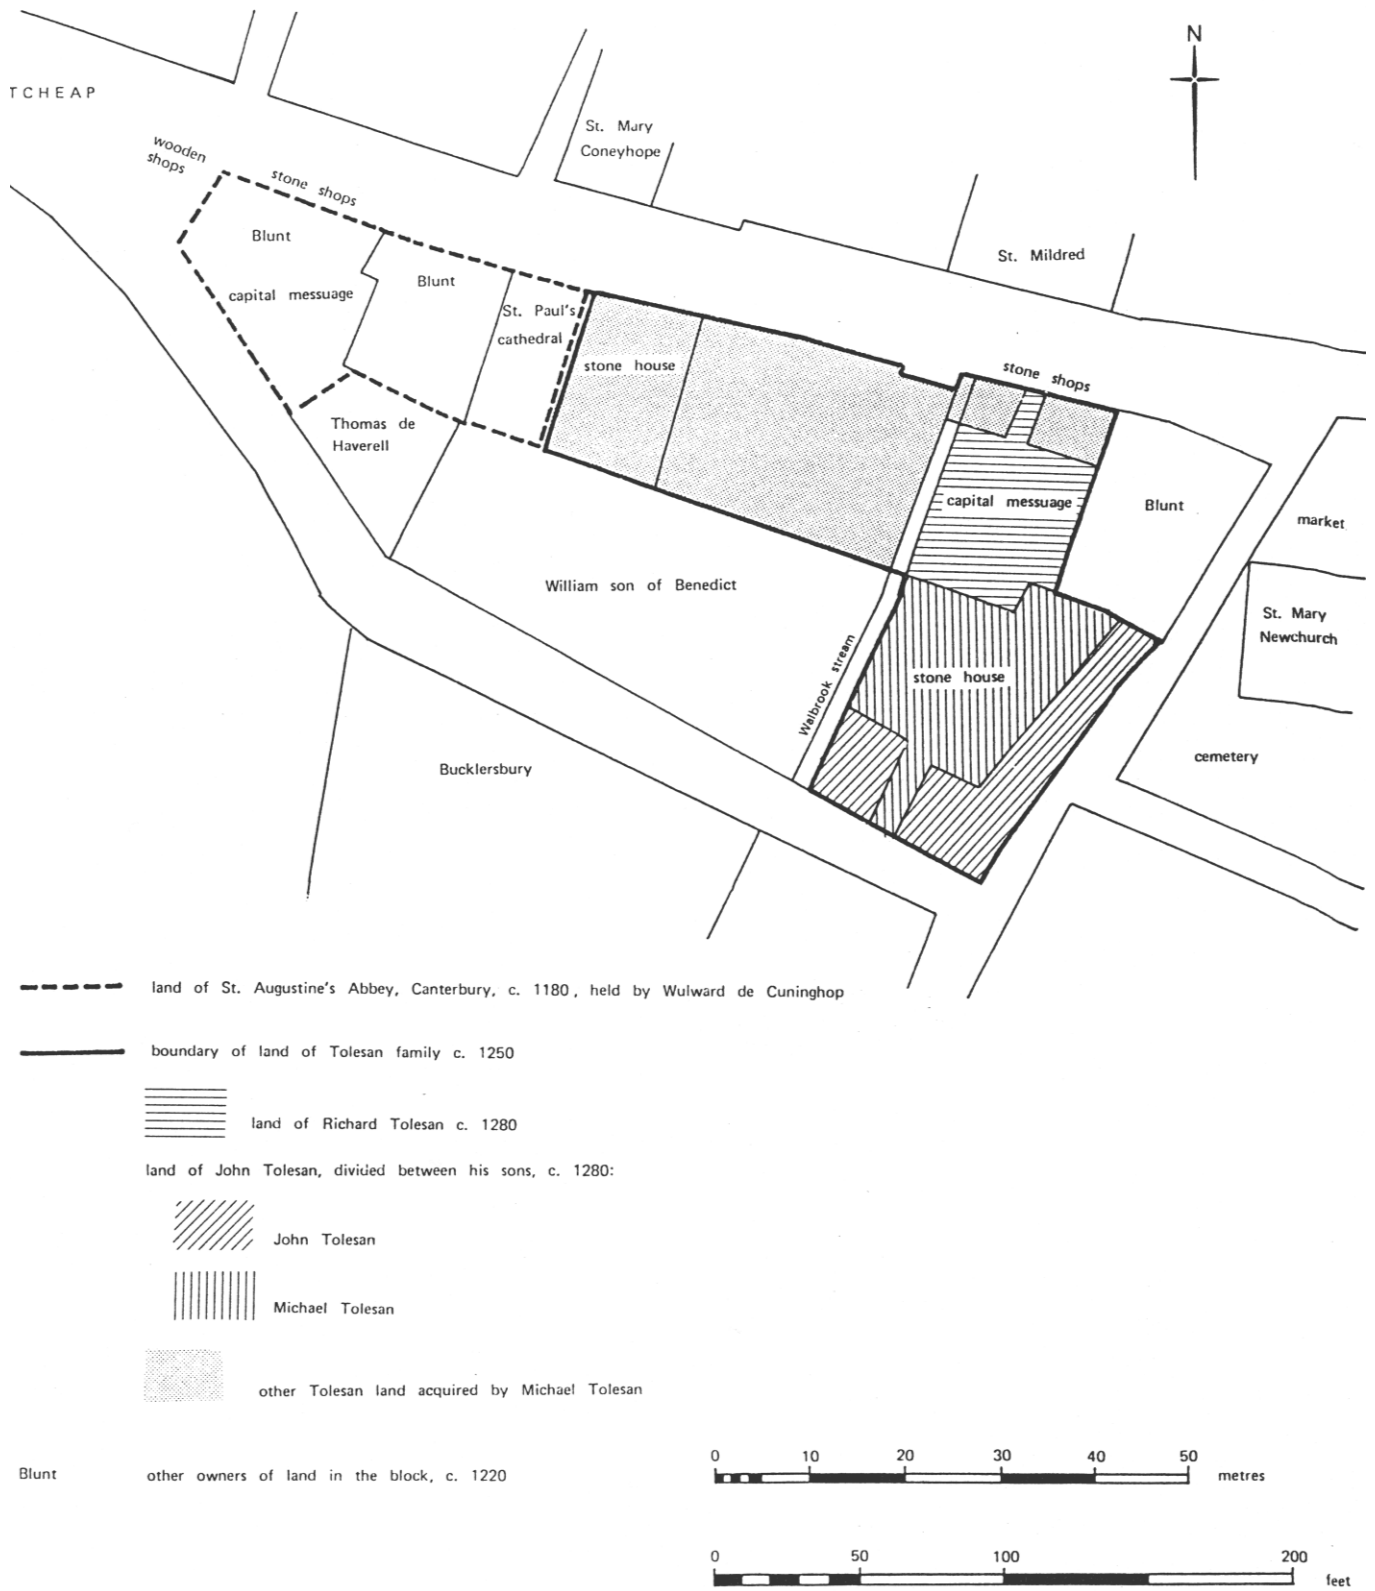 N
TCHEAP
St. Mary
Coneyhope
wooden
shops
stone shops
Blunt
St. Mildred
capital messuage
Blunt
St. Paul's
cathedral
stone house
stone shops
Thomas de
Haverell
capital messuage
Blunt
market
William son of Benedict
St. Mary
Newchurch
Walbrook stream
stone house
cemetery
Bucklersbury
land of St. Augustine's Abbey, Canterbury, c. 1180, held by Wulward de Cuninghop
boundary of land of Tolesan family c. 1250
land of Richard Tolesan c. 1280
land of John Tolesan, divided between his sons, c. 1280:
John Tolesan
Michael Tolesan
other Tolesan land acquired by Michael Tolesan
Blunt other owners of land in the block, c. 1220
0 10 20 30 40 50
metres
0 50 100 200
feet